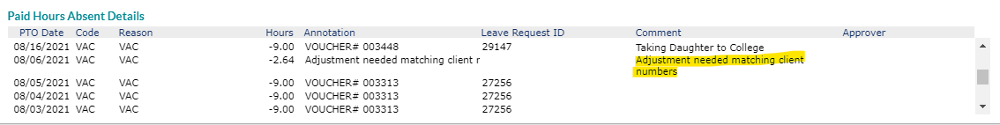 Paid Hours Absent Details
PTO Date Code Reason Hours Annotation Leave Request ID Comment Approver
08/16/2021 VAC VAC -9.00 VOUCHER# 003448 29147 Taking Daughter to College
08/06/2021 VAC VAC -2.64 Adjustment needed matching client r Adjustment needed matching client
numbers
08/05/2021 VAC VAC -9.00 VOUCHER# 003313 27256
08/04/2021 VAC VAC -9.00 VOUCHER# 003313 27256
08/03/2021 VAC VAC -9.00 VOUCHER# 003313 27256